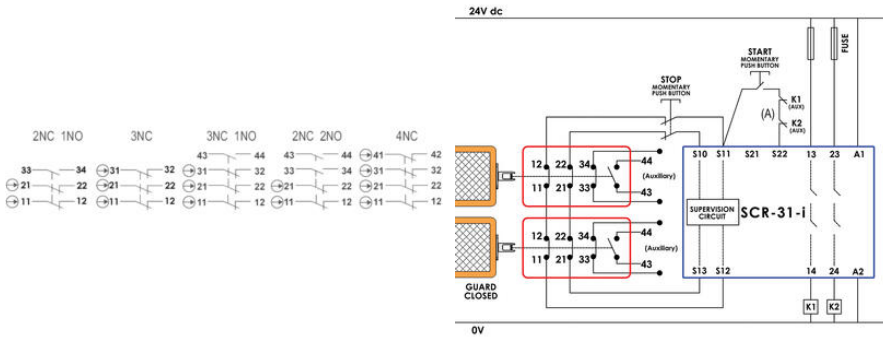 2NC 1NO
33 34
21 22
11 12
3NC
31 32
21 22
11 12
3NC 1NO
43 44
31 32
21 22
11 12
2NC 2NO
43 44
33 34
21 22
11 12
4NC
41 42
31 32
21 22
11 12
24V dc
FUSE
START
MOMENTARY
PUSH BUTTON
STOP
MOMENTARY
PUSH BUTTON
K1
(AUX)
(A)
K2
(AUX)
S10 S11 S21 S22 13 23 A1
12 22 34 44
(Auxiliary)
11 21 33 43
SUPERVISION
CIRCUIT
SCR-31-i
12 22 34 44
(Auxiliary)
11 21 33 43
S13 S12 14 24 A2
GUARD
CLOSED
K1 K2
0V